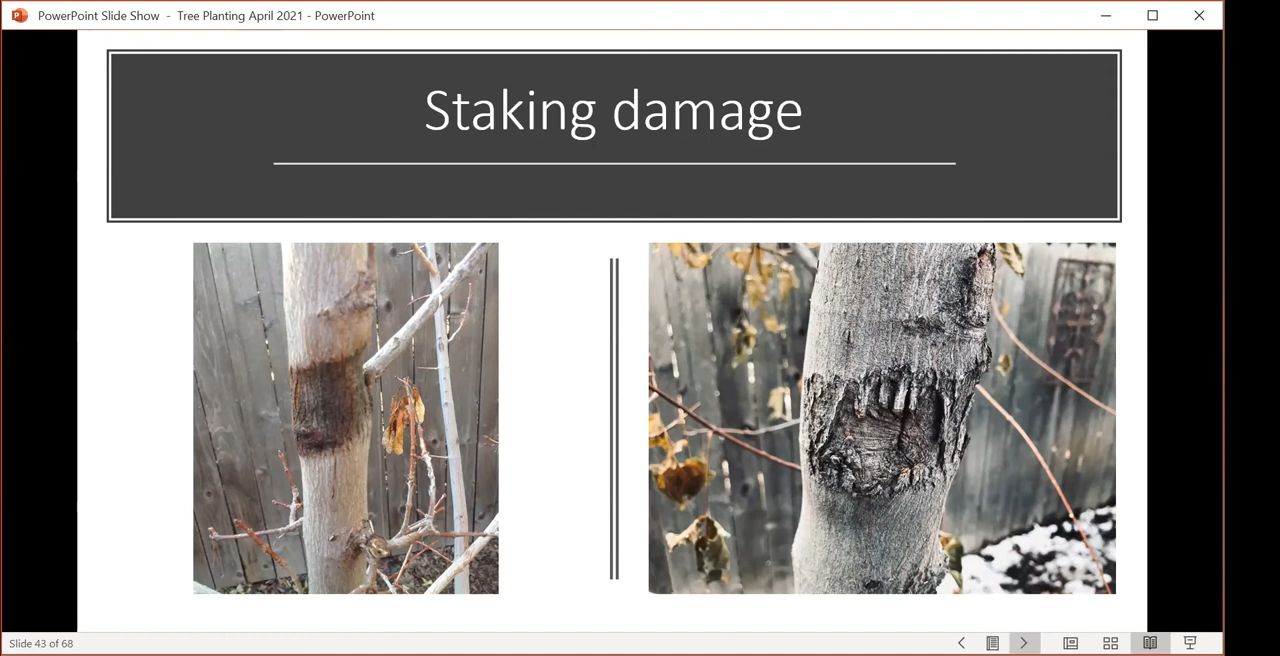 PowerPoint Slide Show - Tree Planting April 2021 - PowerPoint
Staking damage
Slide 43 of 68